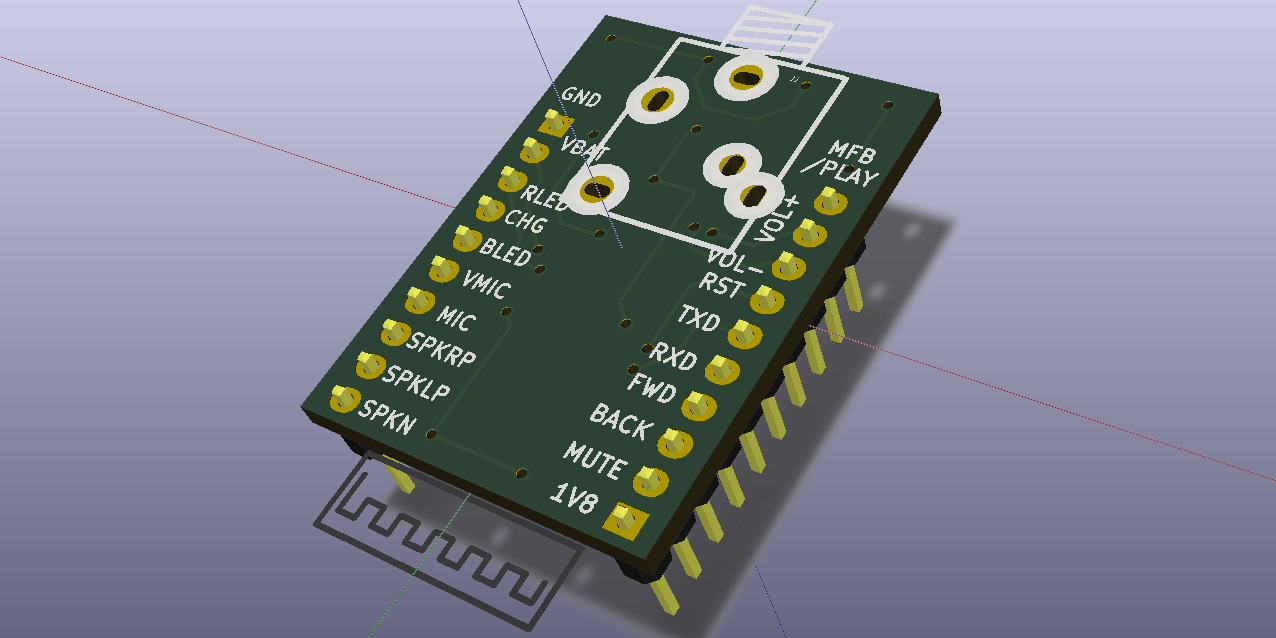 GND
VBAT
RLED
CHG
BLED
VMIC
MIC
SPKRP
SPKLP
SPKN
MFB
/PLAY
VOL+
VOL–
RST
TXD
RXD
FWD
BACK
MUTE
1V8